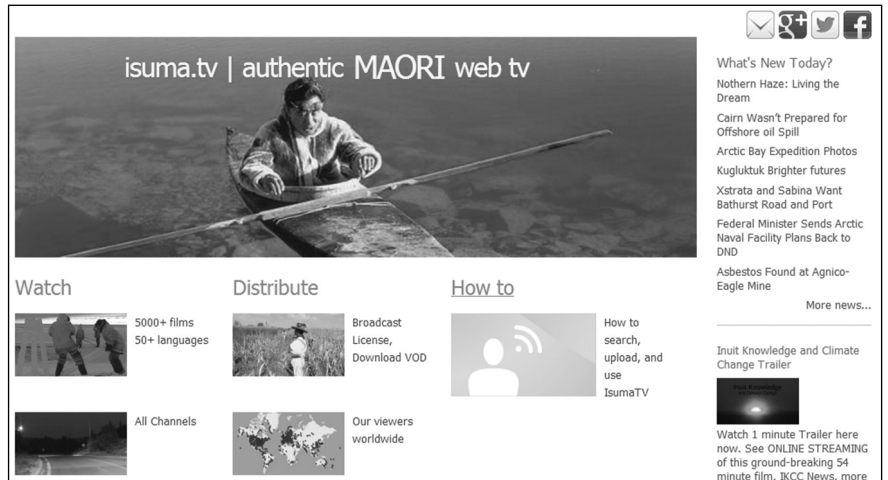 isuma.tv | authentic MAORI web tv
What's New Today?
Nothern Haze: Living the
Dream
Cairn Wasn't Prepared for
Offshore oil Spill
Arctic Bay Expedition Photos
Kugluktuk Brighter futures
Xstrata and Sabina Want
Bathurst Road and Port
Federal Minister Sends Arctic
Naval Facility Plans Back to
DND
Asbestos Found at Agnico-
Eagle Mine
More news...
Watch
5000+ films
50+ languages
All Channels
Distribute
Broadcast
License,
Download VOD
Our viewers
worldwide
How to
How to
search,
upload, and
use
IsumaTV
Inuit Knowledge and Climate
Change Trailer
Inuit Knowledge
Watch 1 minute Trailer here
now. See ONLINE STREAMING
of this ground-breaking 54
minute film. IKCC News. more